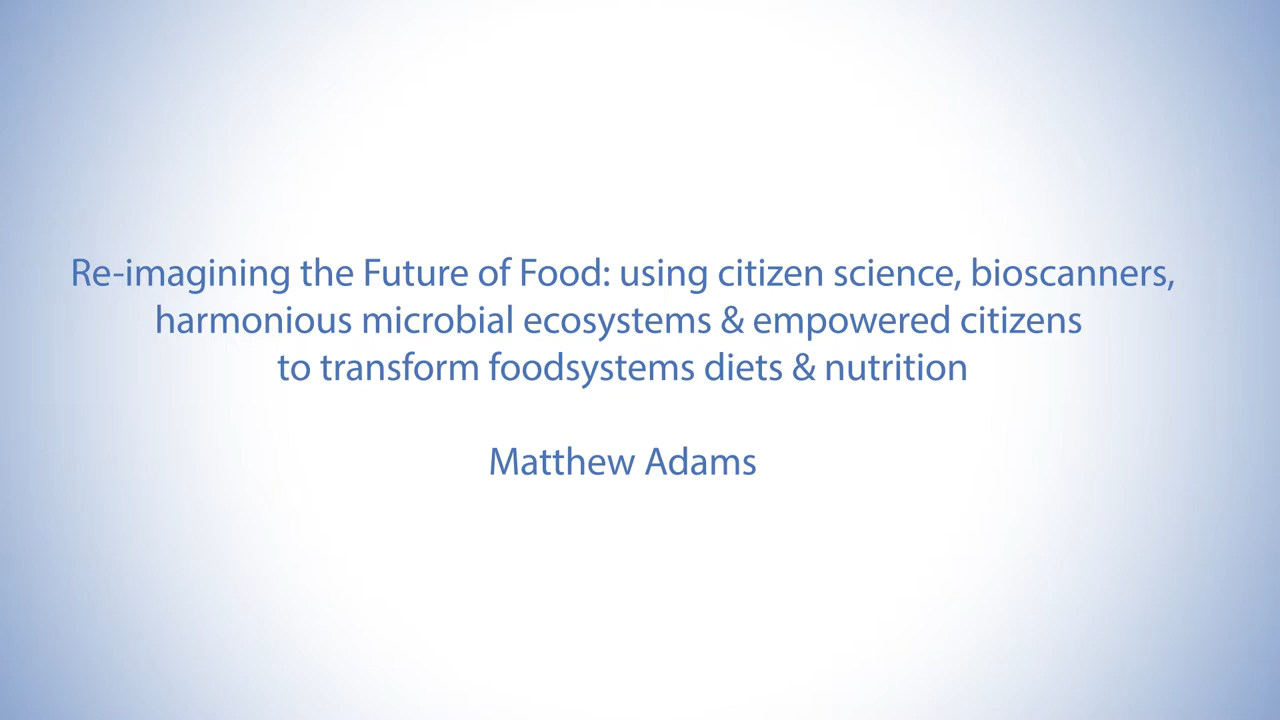 Re-imagining the Future of Food: using citizen science, bioscanners,
harmonious microbial ecosystems & empowered citizens
to transform foodsystems diets & nutrition
Matthew Adams